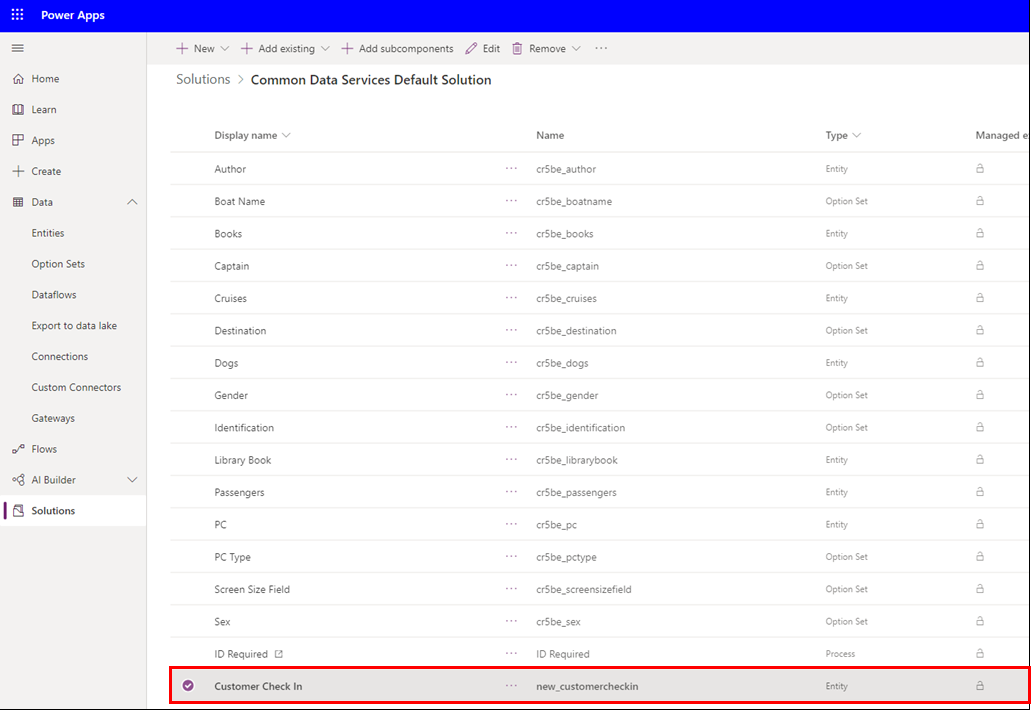 Power Apps
New Add existing Add subcomponents Edit Remove ···
Solutions > Common Data Services Default Solution
Home
Learn
Apps
Create
Data
Entities
Option Sets
Dataflows
Export to data lake
Connections
Custom Connectors
Gateways
Flows
AI Builder
Solutions
Display name Name Type Managed e
Author ··· cr5be_author Entity
Boat Name ··· cr5be_boatname Option Set
Books ··· cr5be_books Entity
Captain ··· cr5be_captain Option Set
Cruises ··· cr5be_cruises Entity
Destination ··· cr5be_destination Option Set
Dogs ··· cr5be_dogs Entity
Gender ··· cr5be_gender Option Set
Identification ··· cr5be_identification Option Set
Library Book ··· cr5be_librarybook Entity
Passengers ··· cr5be_passengers Entity
PC ··· cr5be_pc Entity
PC Type ··· cr5be_pctype Option Set
Screen Size Field ··· cr5be_screensizefield Option Set
Sex ··· cr5be_sex Option Set
ID Required ··· ID Required Process
Customer Check In ··· new_customercheckin Entity